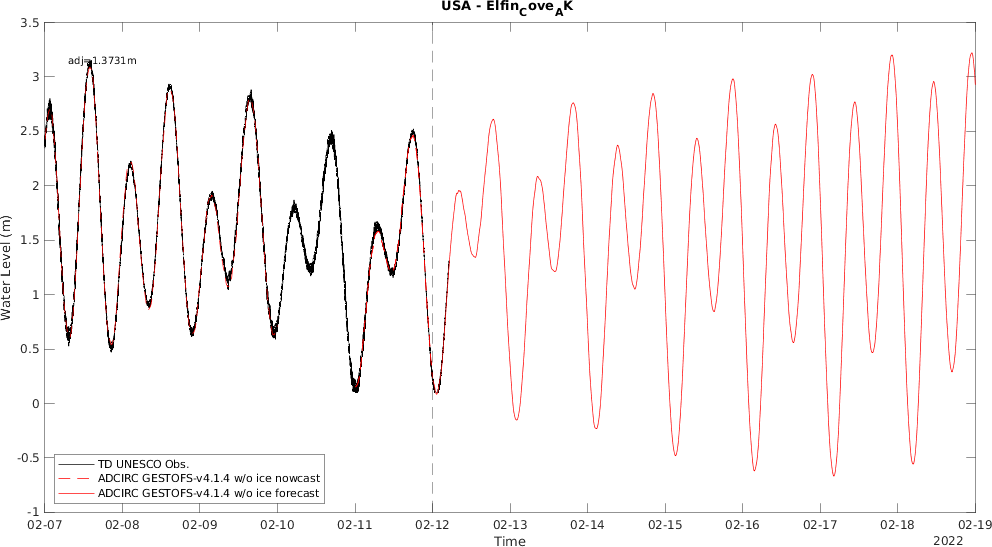 USA - ElfinCoveAK
adj=1.3731m
3.5
3
2.5
2
1.5
1
0.5
0
-0.5
-1
Water Level (m)
TD UNESCO Obs.
ADCIRC GESTOFS-v4.1.4 w/o ice nowcast
ADCIRC GESTOFS-v4.1.4 w/o ice forecast
02-07 02-08 02-09 02-10 02-11 02-12 02-13 02-14 02-15 02-16 02-17 02-18 02-19
Time
2022